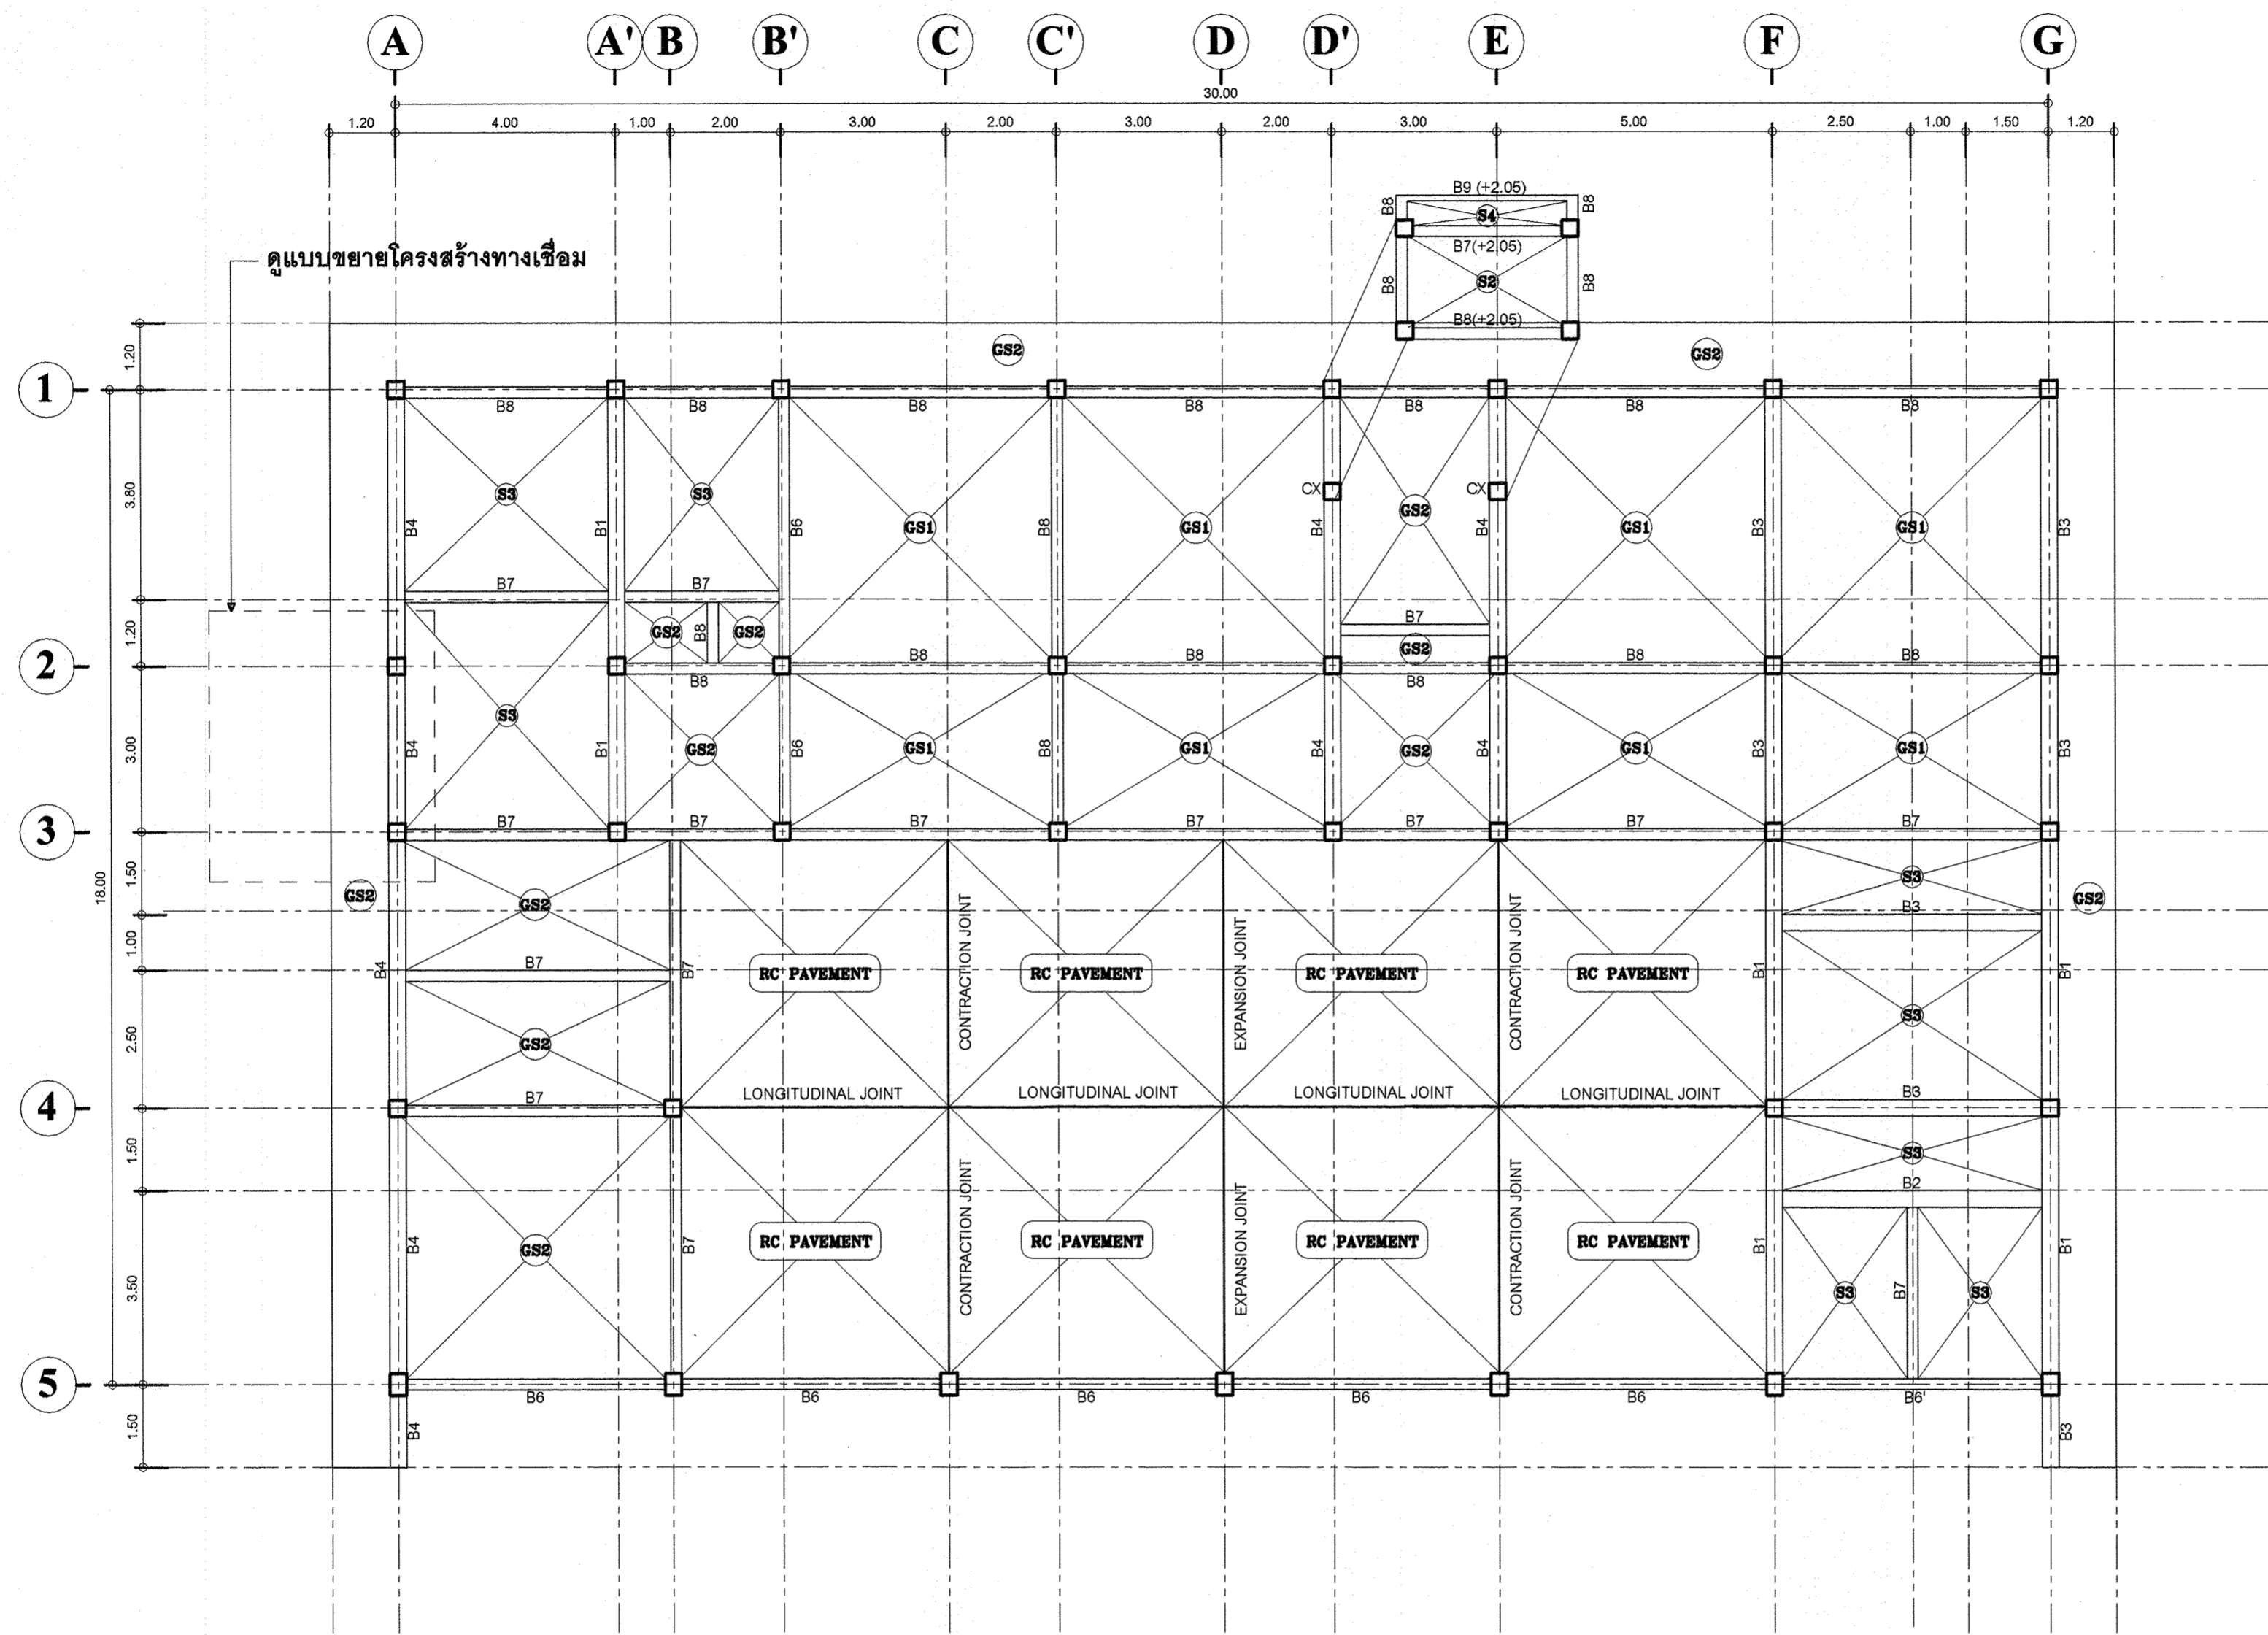 A A' B B' C C' D D' E F G
30.00
1.20 4.00 1.00 2.00 3.00 2.00 3.00 2.00 3.00 5.00 2.50 1.00 1.50 1.20
B9 (+2.05)
B8 S4 B8
B7(+2.05)
B8 S2 B8
B8(+2.05)
ดูแบบขยายโครงสร้างทางเชื่อม
1.20 GS2 GS2
1
B8 B8 B8 B8 B8 B8 B8
3.80 S3 S3 CX CX
GS2
B4 B1 B6 GS1 B8 GS1 B4 B4 GS1 B3 GS1 B3
B7 B7 B7
1.20 GS2 B8 GS2 GS2
2
B8 B8 B8 B8
B8 B8
S3
3.00 B4 B1 GS2 B6 GS1 B8 GS1 B4 GS2 B4 GS1 B3 GS1 B3
3
B7 B7 B7 B7 B7 B7 B7
18.00
1.50 S3
GS2 GS2 B3 GS2
CONTRACTION JOINT EXPANSION JOINT CONTRACTION JOINT
1.00 B7
B4 B7 RC PAVEMENT RC PAVEMENT RC PAVEMENT RC PAVEMENT B1 B1
2.50 GS2 S3
B7 LONGITUDINAL JOINT LONGITUDINAL JOINT LONGITUDINAL JOINT LONGITUDINAL JOINT B3
4
1.50 S3
B2
CONTRACTION JOINT EXPANSION JOINT CONTRACTION JOINT
B4 GS2 B7 RC PAVEMENT RC PAVEMENT RC PAVEMENT RC PAVEMENT B1 B1
3.50 S3 B7 S3
5
B6 B6 B6 B6 B6 B6'
1.50 B4 B3